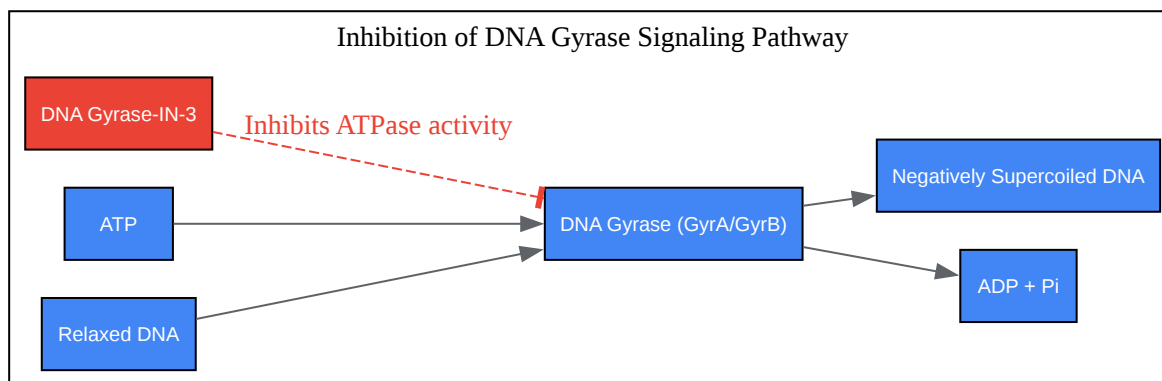 Inhibition of DNA Gyrase Signaling Pathway
DNA Gyrase-IN-3
Inhibits ATPase activity
ATP
Relaxed DNA
DNA Gyrase (GyrA/GyrB)
Negatively Supercoiled DNA
ADP + Pi